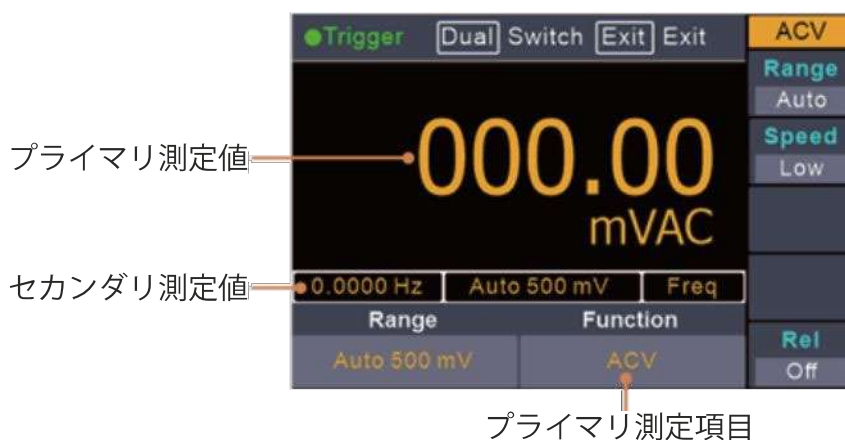 ●Trigger Dual Switch Exit Exit
ACV
Range
Auto
Speed
Low
プライマリ測定値
000.00
mVAC
セカンダリ測定値
0.0000 Hz Auto 500 mV Freq
Range Function
Auto 500 mV ACV
Rel
Off
プライマリ測定項目